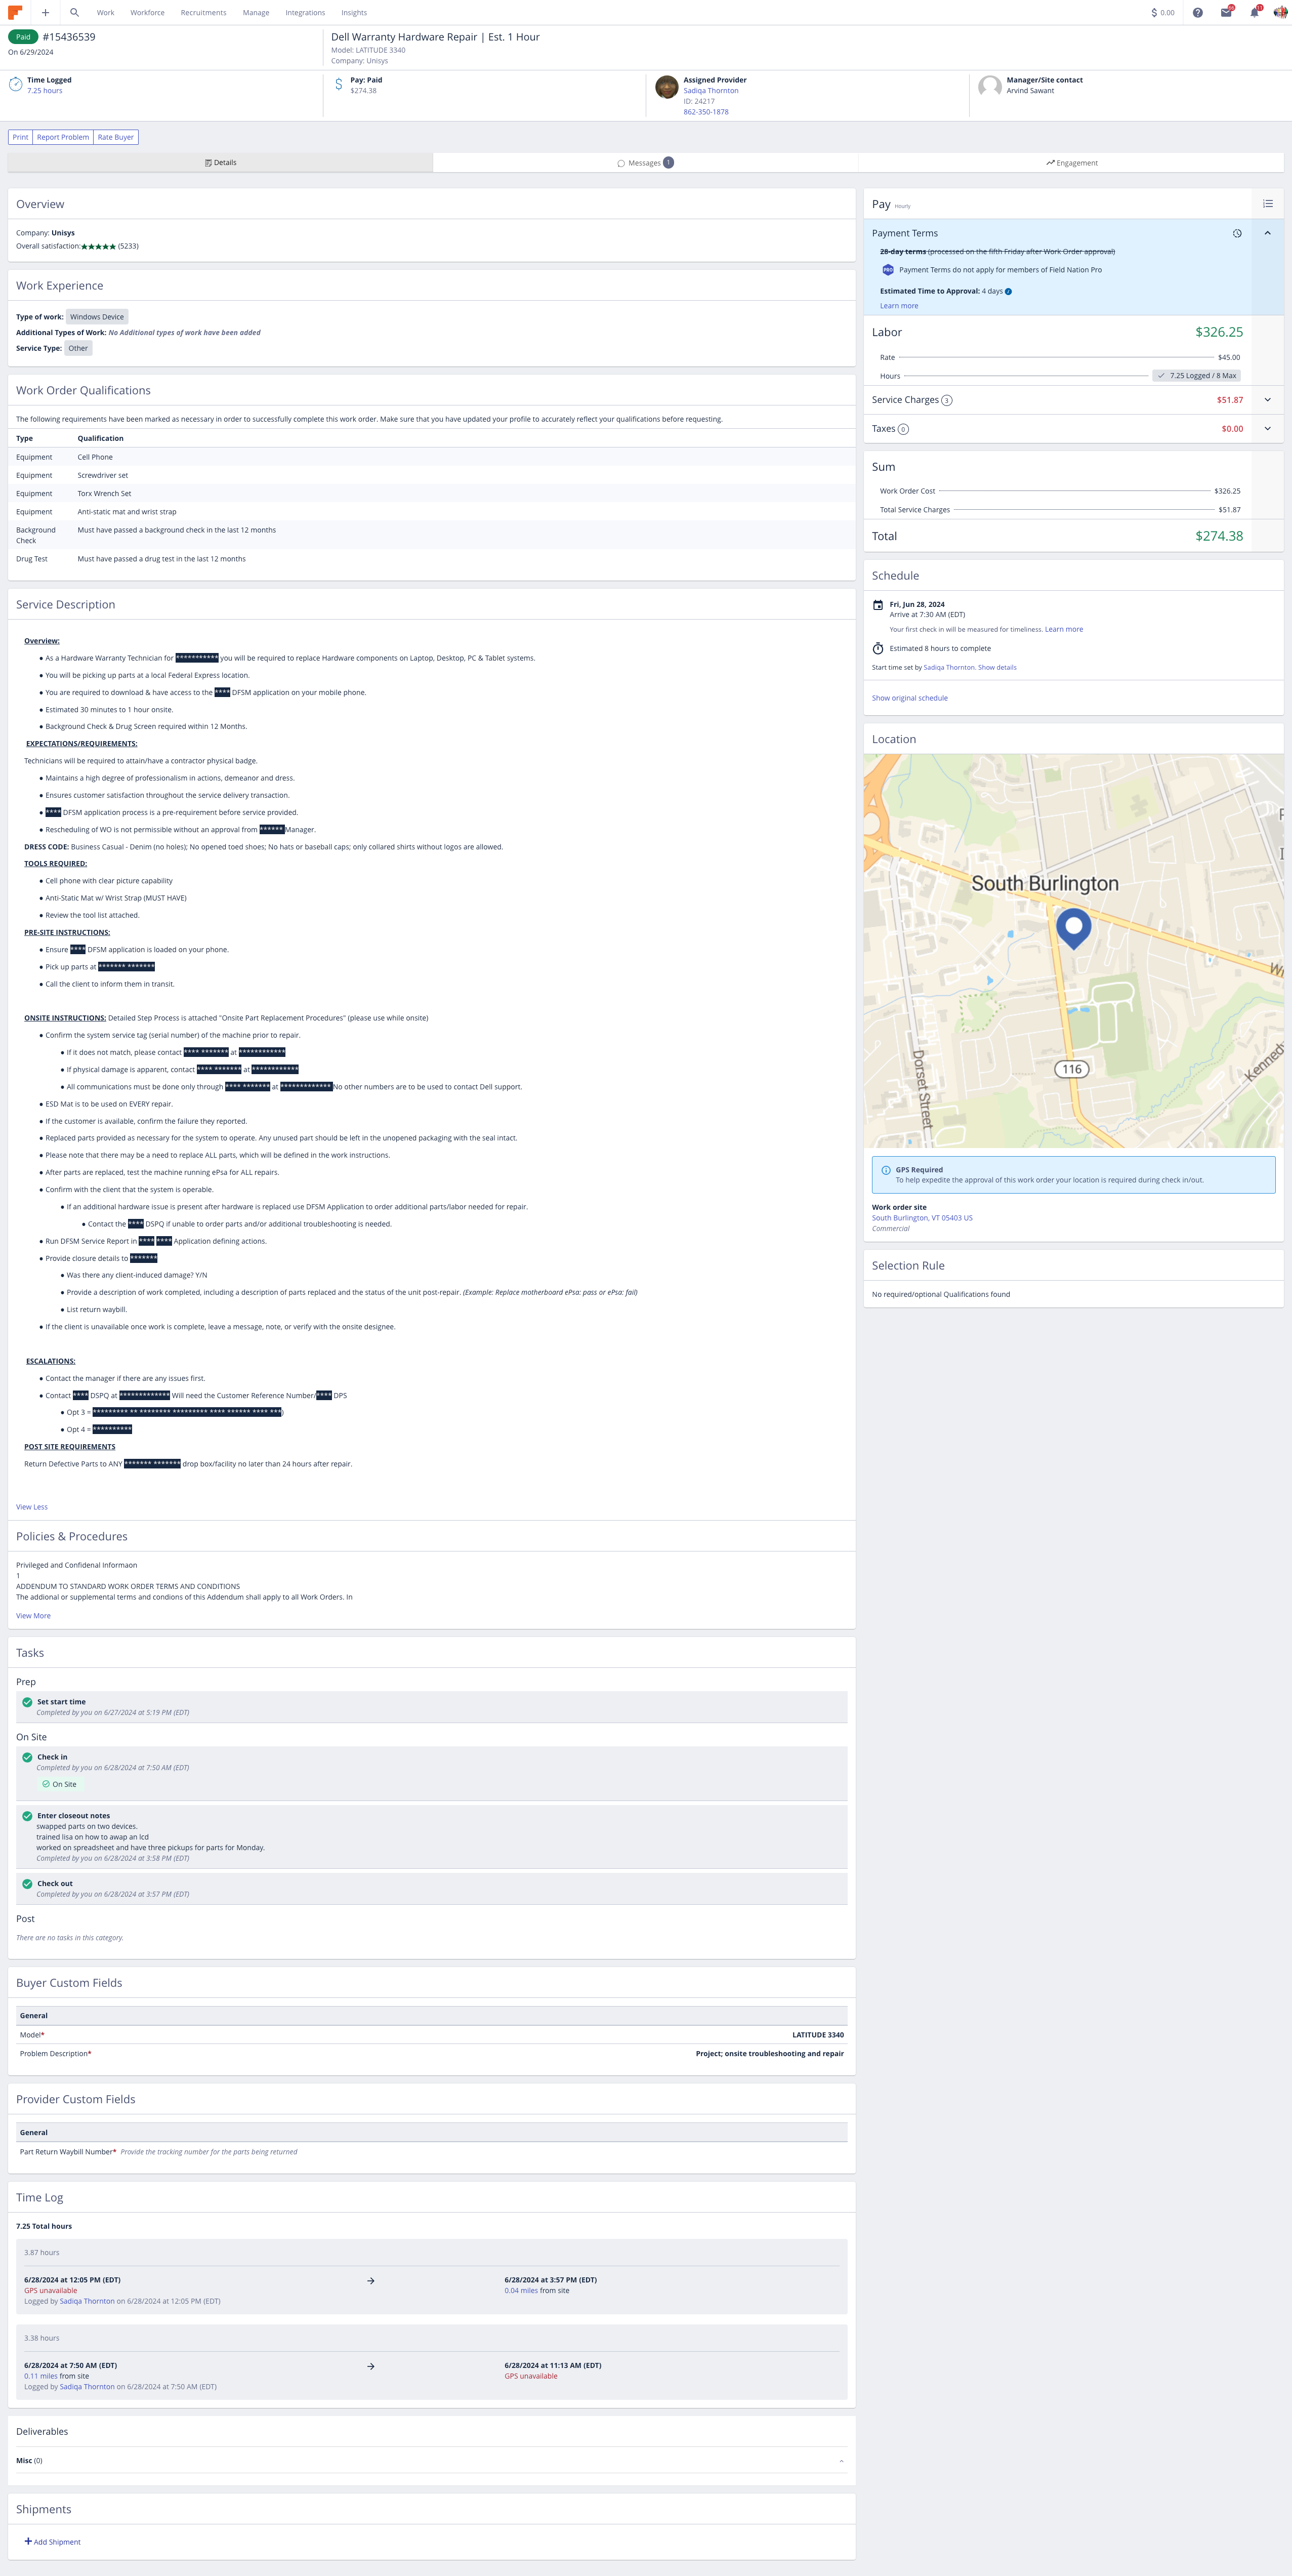 Work Workforce Recruitments Manage Integrations Insights
0.00
Paid #15436539
On 6/29/2024
Dell Warranty Hardware Repair | Est. 1 Hour
Model: LATITUDE 3340
Company: Unisys
Time Logged
7.25 hours
Pay: Paid
$274.38
Assigned Provider
Sadiqa Thornton
ID: 24217
862-350-1878
Manager/Site contact
Arvind Sawant
Print Report Problem Rate Buyer
Details
Messages 1
Engagement
Overview
Company: Unisys
Overall satisfaction: (5233)
Work Experience
Type of work: Windows Device
Additional Types of Work: No Additional types of work have been added
Service Type: Other
Work Order Qualifications
The following requirements have been marked as necessary in order to successfully complete this work order. Make sure that you have updated your profile to accurately reflect your qualifications before requesting.
Type Qualification
Equipment Cell Phone
Equipment Screwdriver set
Equipment Torx Wrench Set
Equipment Anti-static mat and wrist strap
Background Check Must have passed a background check in the last 12 months
Drug Test Must have passed a drug test in the last 12 months
Service Description
Overview:
● As a Hardware Warranty Technician for *********** you will be required to replace Hardware components on Laptop, Desktop, PC & Tablet systems.
● You will be picking up parts at a local Federal Express location.
● You are required to download & have access to the **** DFSM application on your mobile phone.
● Estimated 30 minutes to 1 hour onsite.
● Background Check & Drug Screen required within 12 Months.
EXPECTATIONS/REQUIREMENTS:
Technicians will be required to attain/have a contractor physical badge.
● Maintains a high degree of professionalism in actions, demeanor and dress.
● Ensures customer satisfaction throughout the service delivery transaction.
● **** DFSM application process is a pre-requirement before service provided.
● Rescheduling of WO is not permissible without an approval from ****** Manager.
DRESS CODE: Business Casual - Denim (no holes); No opened toed shoes; No hats or baseball caps; only collared shirts without logos are allowed.
TOOLS REQUIRED:
● Cell phone with clear picture capability
● Anti-Static Mat w/ Wrist Strap (MUST HAVE)
● Review the tool list attached.
PRE-SITE INSTRUCTIONS:
● Ensure **** DFSM application is loaded on your phone.
● Pick up parts at ******* *******
● Call the client to inform them in transit.
ONSITE INSTRUCTIONS: Detailed Step Process is attached "Onsite Part Replacement Procedures" (please use while onsite)
● Confirm the system service tag (serial number) of the machine prior to repair.
● If it does not match, please contact **** ******* at ************
● If physical damage is apparent, contact **** ******* at ************
● All communications must be done only through **** ******* at ************* No other numbers are to be used to contact Dell support.
● ESD Mat is to be used on EVERY repair.
● If the customer is available, confirm the failure they reported.
● Replaced parts provided as necessary for the system to operate. Any unused part should be left in the unopened packaging with the seal intact.
● Please note that there may be a need to replace ALL parts, which will be defined in the work instructions.
● After parts are replaced, test the machine running ePsa for ALL repairs.
● Confirm with the client that the system is operable.
● If an additional hardware issue is present after hardware is replaced use DFSM Application to order additional parts/labor needed for repair.
● Contact the **** DSPQ if unable to order parts and/or additional troubleshooting is needed.
● Run DFSM Service Report in **** **** Application defining actions.
● Provide closure details to *******
● Was there any client-induced damage? Y/N
● Provide a description of work completed, including a description of parts replaced and the status of the unit post-repair. (Example: Replace motherboard ePsa: pass or ePsa: fail)
● List return waybill.
● If the client is unavailable once work is complete, leave a message, note, or verify with the onsite designee.
ESCALATIONS:
● Contact the manager if there are any issues first.
● Contact **** DSPQ at ************* Will need the Customer Reference Number/**** DPS
● Opt 3 = ********* ** ******** ********* **** ****** **** ***)
● Opt 4 = **********
POST SITE REQUIREMENTS
Return Defective Parts to ANY ******* ******* drop box/facility no later than 24 hours after repair.
View Less
Policies & Procedures
Privileged and Confidenal Informaon
1
ADDENDUM TO STANDARD WORK ORDER TERMS AND CONDITIONS
The addional or supplemental terms and condions of this Addendum shall apply to all Work Orders. In
View More
Tasks
Prep
Set start time
Completed by you on 6/27/2024 at 5:19 PM (EDT)
On Site
Check in
Completed by you on 6/28/2024 at 7:50 AM (EDT)
On Site
Enter closeout notes
swapped parts on two devices.
trained lisa on how to awap an lcd
worked on spreadsheet and have three pickups for parts for Monday.
Completed by you on 6/28/2024 at 3:58 PM (EDT)
Check out
Completed by you on 6/28/2024 at 3:57 PM (EDT)
Post
There are no tasks in this category.
Buyer Custom Fields
General
Model* LATITUDE 3340
Problem Description* Project; onsite troubleshooting and repair
Provider Custom Fields
General
Part Return Waybill Number* Provide the tracking number for the parts being returned
Time Log
7.25 Total hours
3.87 hours
6/28/2024 at 12:05 PM (EDT) 6/28/2024 at 3:57 PM (EDT)
GPS unavailable 0.04 miles from site
Logged by Sadiqa Thornton on 6/28/2024 at 12:05 PM (EDT)
3.38 hours
6/28/2024 at 7:50 AM (EDT) 6/28/2024 at 11:13 AM (EDT)
0.11 miles from site GPS unavailable
Logged by Sadiqa Thornton on 6/28/2024 at 7:50 AM (EDT)
Deliverables
Misc (0)
Shipments
Add Shipment
Pay Hourly
Payment Terms
28-day terms (processed on the fifth Friday after Work Order approval)
PRO Payment Terms do not apply for members of Field Nation Pro
Estimated Time to Approval: 4 days
Learn more
Labor $326.25
Rate $45.00
Hours 7.25 Logged / 8 Max
Service Charges 3 $51.87
Taxes 0 $0.00
Sum
Work Order Cost $326.25
Total Service Charges $51.87
Total $274.38
Schedule
Fri, Jun 28, 2024
Arrive at 7:30 AM (EDT)
Your first check in will be measured for timeliness. Learn more
Estimated 8 hours to complete
Start time set by Sadiqa Thornton. Show details
Show original schedule
Location
South Burlington
116
Dorset Street
Kennedy
GPS Required
To help expedite the approval of this work order your location is required during check in/out.
Work order site
South Burlington, VT 05403 US
Commercial
Selection Rule
No required/optional Qualifications found